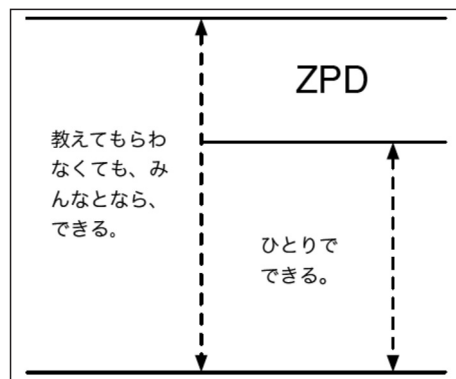 ZPD
教えてもらわ
なくても、み
んなとなら、
できる。
ひとりで
できる。